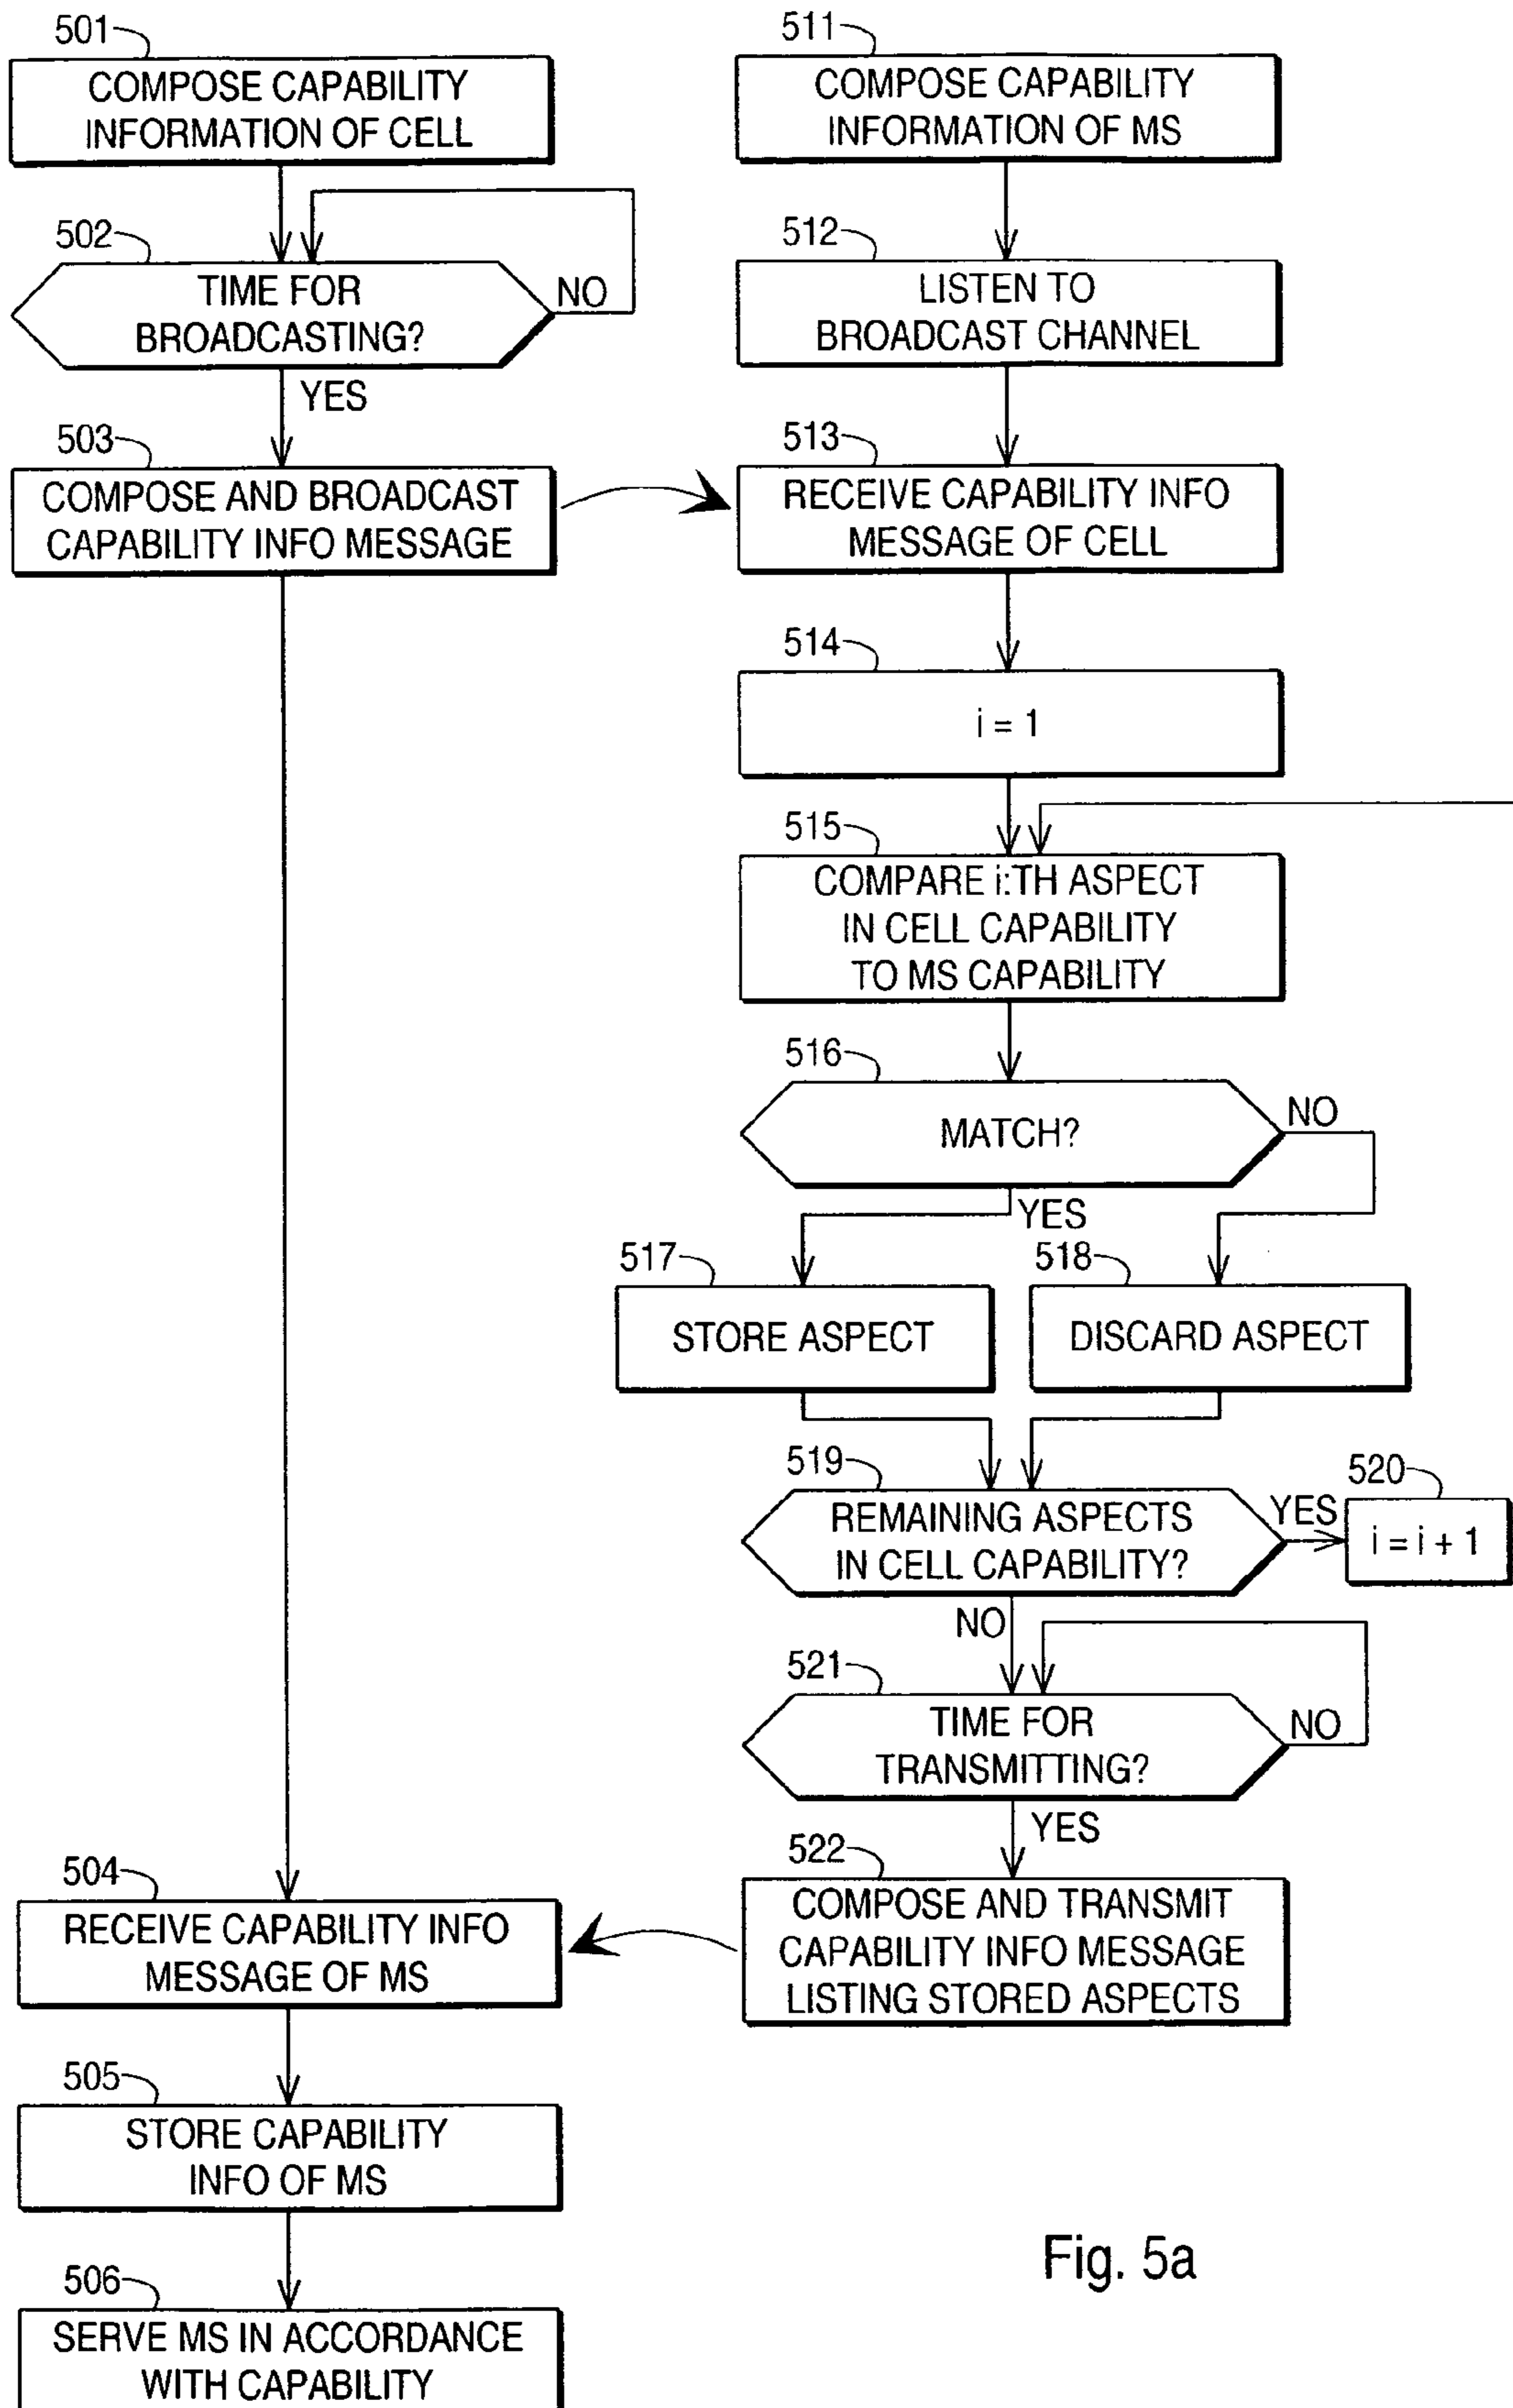 501
COMPOSE CAPABILITY
INFORMATION OF CELL
502
TIME FOR
BROADCASTING?
NO
YES
503
COMPOSE AND BROADCAST
CAPABILITY INFO MESSAGE
504
RECEIVE CAPABILITY INFO
MESSAGE OF MS
505
STORE CAPABILITY
INFO OF MS
506
SERVE MS IN ACCORDANCE
WITH CAPABILITY
511
COMPOSE CAPABILITY
INFORMATION OF MS
512
LISTEN TO
BROADCAST CHANNEL
513
RECEIVE CAPABILITY INFO
MESSAGE OF CELL
514
i = 1
515
COMPARE i:TH ASPECT
IN CELL CAPABILITY
TO MS CAPABILITY
516
MATCH?
NO
YES
517
STORE ASPECT
518
DISCARD ASPECT
519
REMAINING ASPECTS
IN CELL CAPABILITY?
YES
520
i = i + 1
NO
521
TIME FOR
TRANSMITTING?
NO
YES
522
COMPOSE AND TRANSMIT
CAPABILITY INFO MESSAGE
LISTING STORED ASPECTS
Fig. 5a